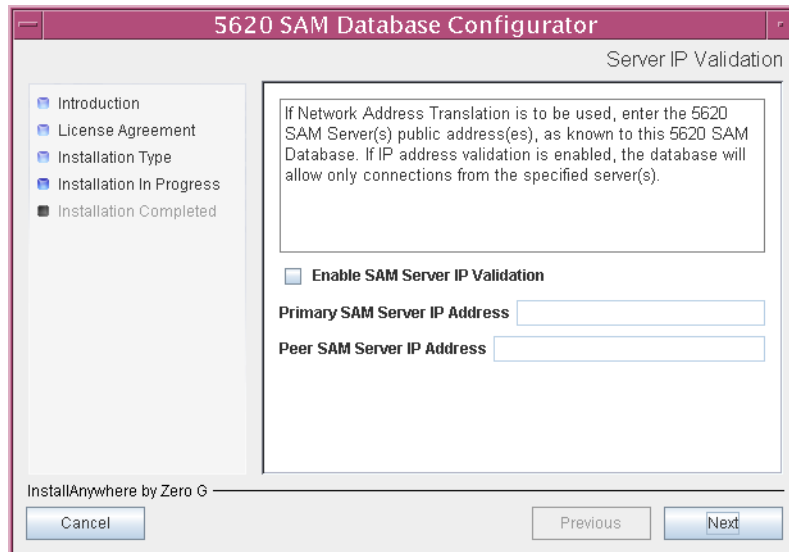 5620 SAM Database Configurator
Server IP Validation
Introduction
License Agreement
Installation Type
Installation In Progress
Installation Completed
If Network Address Translation is to be used, enter the 5620
SAM Server(s) public address(es), as known to this 5620 SAM
Database. If IP address validation is enabled, the database will
allow only connections from the specified server(s).
Enable SAM Server IP Validation
Primary SAM Server IP Address
Peer SAM Server IP Address
InstallAnywhere by Zero G
Cancel
Previous
Next